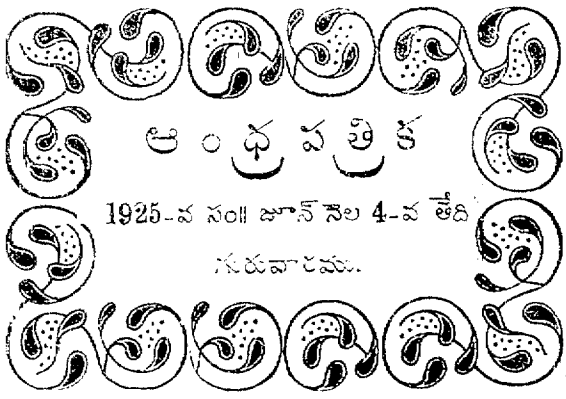 ఆంధ్రపత్రిక
1925-వ సం॥ జూన్ నెల 4-వ తేది
గురువారము.